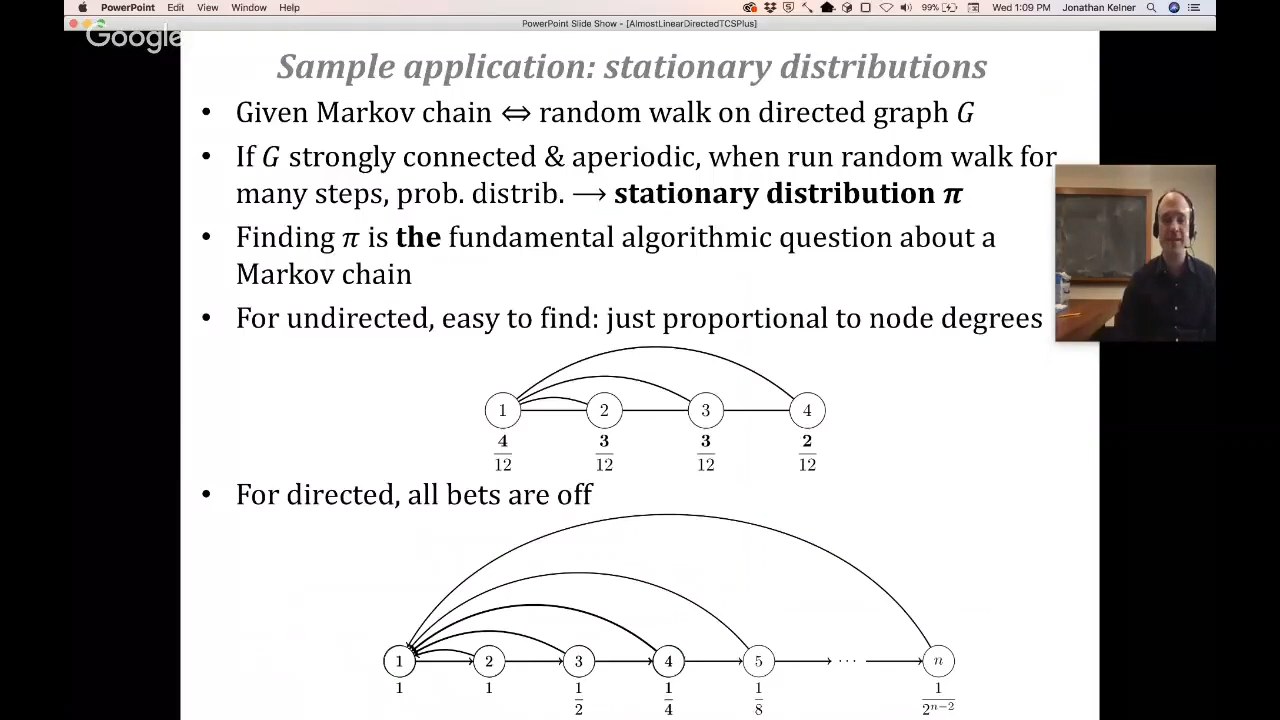 PowerPoint Edit View Window Help 99% Wed 1:09 PM Jonathan Kelner
PowerPoint Slide Show - [AlmostLinearDirectedTCSPlus]
Google
Sample application: stationary distributions
• Given Markov chain ⇔ random walk on directed graph G
• If G strongly connected & aperiodic, when run random walk for
many steps, prob. distrib. ⟶ stationary distribution π
• Finding π is the fundamental algorithmic question about a
Markov chain
• For undirected, easy to find: just proportional to node degrees
1 2 3 4
4/12 3/12 3/12 2/12
• For directed, all bets are off
1 2 3 4 5 ⋯ n
1 1 1/2 1/4 1/8 1/2^{n−2}